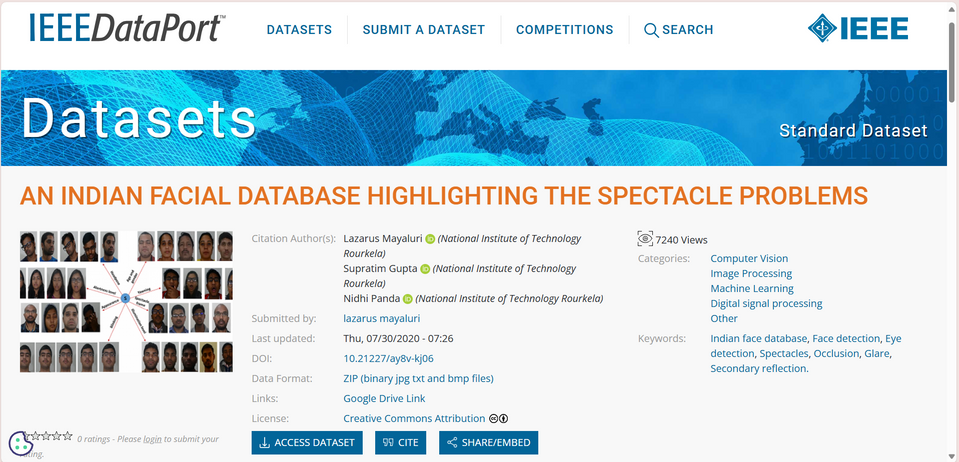 IEEEDataPort™
DATASETS
SUBMIT A DATASET
COMPETITIONS
SEARCH
IEEE
Datasets
Standard Dataset
AN INDIAN FACIAL DATABASE HIGHLIGHTING THE SPECTACLE PROBLEMS
Citation Author(s): Lazarus Mayaluri iD (National Institute of Technology
Rourkela)
Supratim Gupta iD (National Institute of Technology
Rourkela)
Nidhi Panda iD (National Institute of Technology Rourkela)
Submitted by: lazarus mayaluri
Last updated: Thu, 07/30/2020 - 07:26
DOI: 10.21227/ay8v-kj06
Data Format: ZIP (binary jpg txt and bmp files)
Links: Google Drive Link
License: Creative Commons Attribution
ACCESS DATASET
CITE
SHARE/EMBED
7240 Views
Categories: Computer Vision
Image Processing
Machine Learning
Digital signal processing
Other
Keywords: Indian face database, Face detection, Eye
detection, Spectacles, Occlusion, Glare,
Secondary reflection.
0 ratings - Please login to submit your